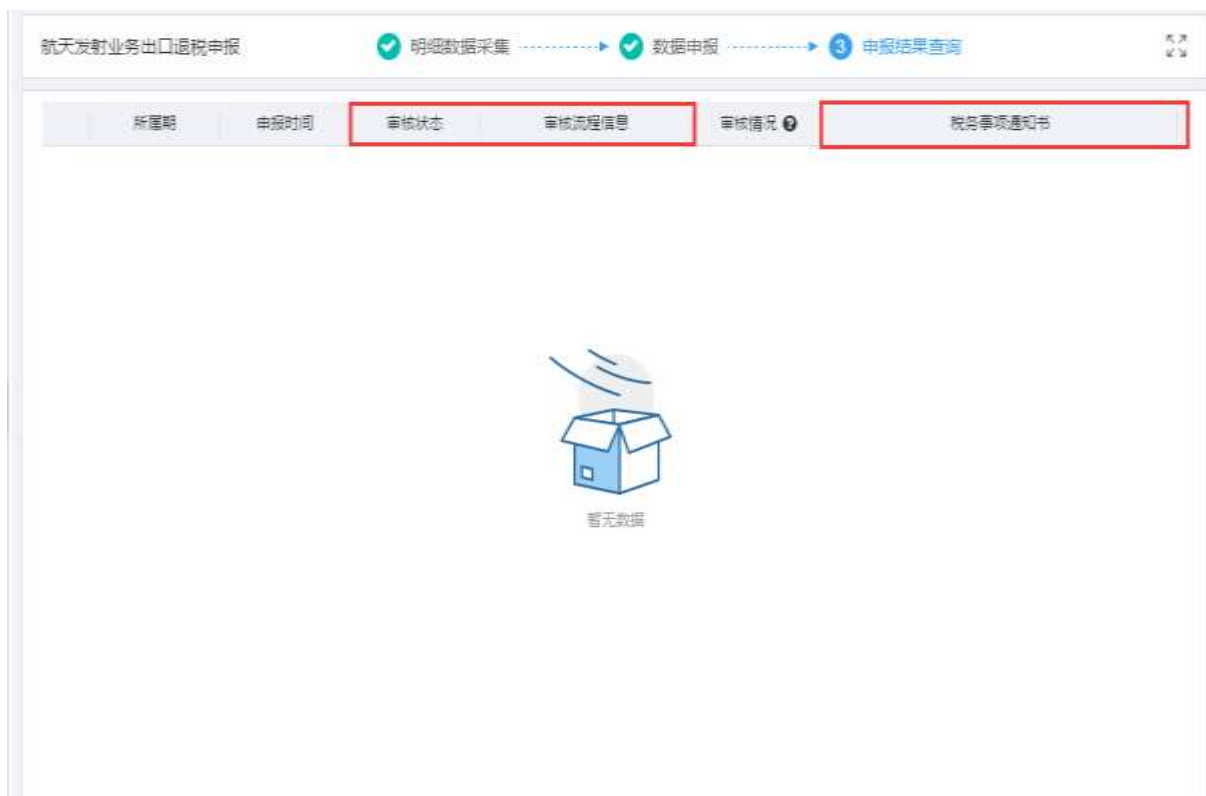 航天发射业务出口退税申报 明细数据采集 数据申报 3 申报结果查询
所属期 申报时间 审核状态 审核流程信息 审核情况 ? 税务事项通知书
暂无数据